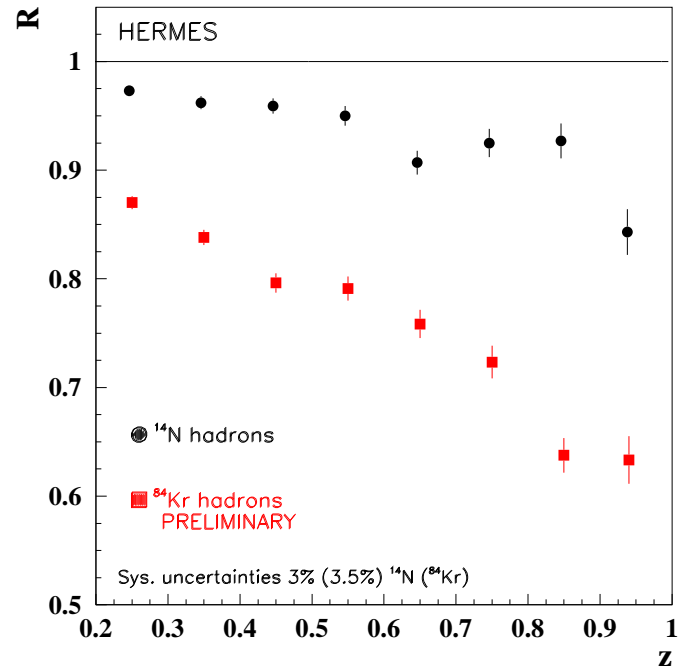 R
HERMES
1
0.9
0.8
0.7
0.6
0.5
¹⁴N hadrons
⁸⁴Kr hadrons
PRELIMINARY
Sys. uncertainties 3% (3.5%) ¹⁴N (⁸⁴Kr)
0.2 0.3 0.4 0.5 0.6 0.7 0.8 0.9 1
z